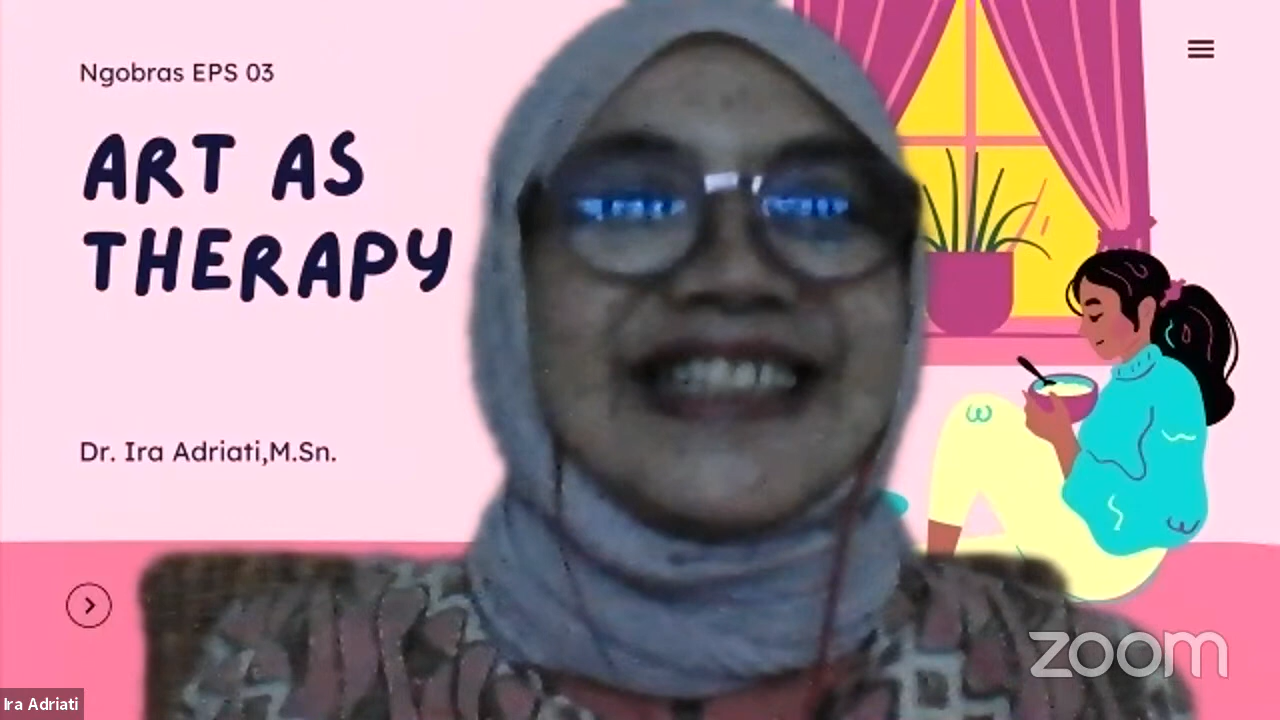 Ngobras EPS 03
ART AS
THERAPY
Dr. Ira Adriati,M.Sn.
zoom
Ira Adriati